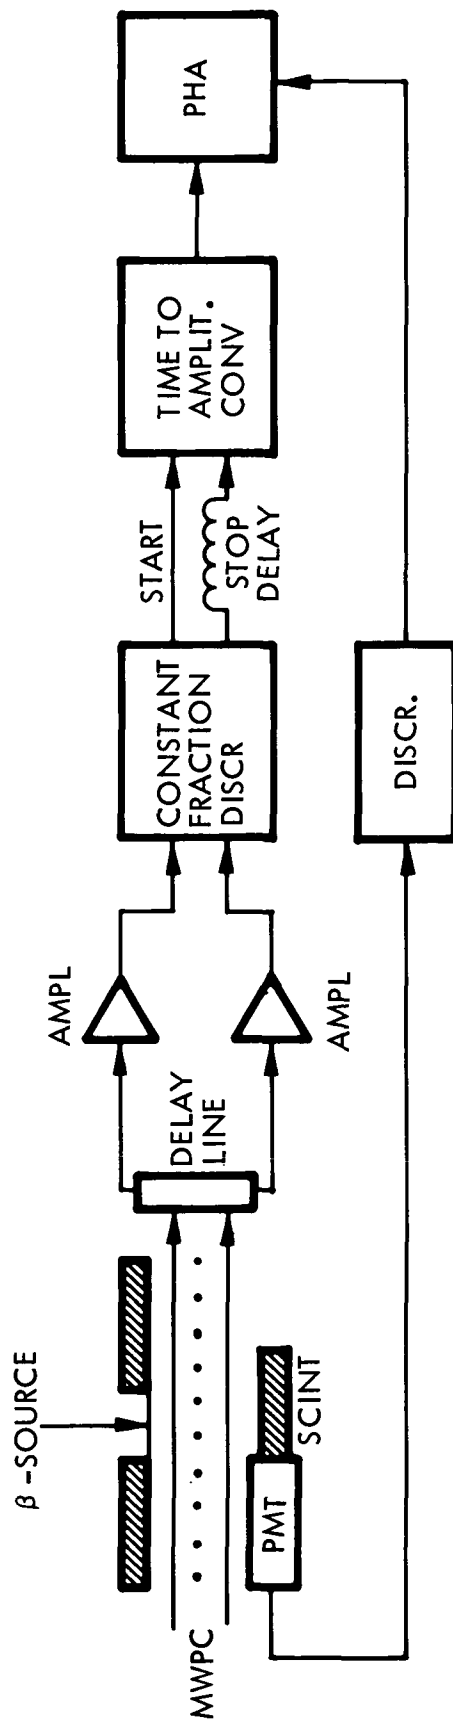 β-SOURCE
MWPC
PMT
SCINT
DELAY
LINE
AMPL
AMPL
CONSTANT
FRACTION
DISCR
START
STOP
DELAY
TIME TO
AMPLIT.
CONV
PHA
DISCR.